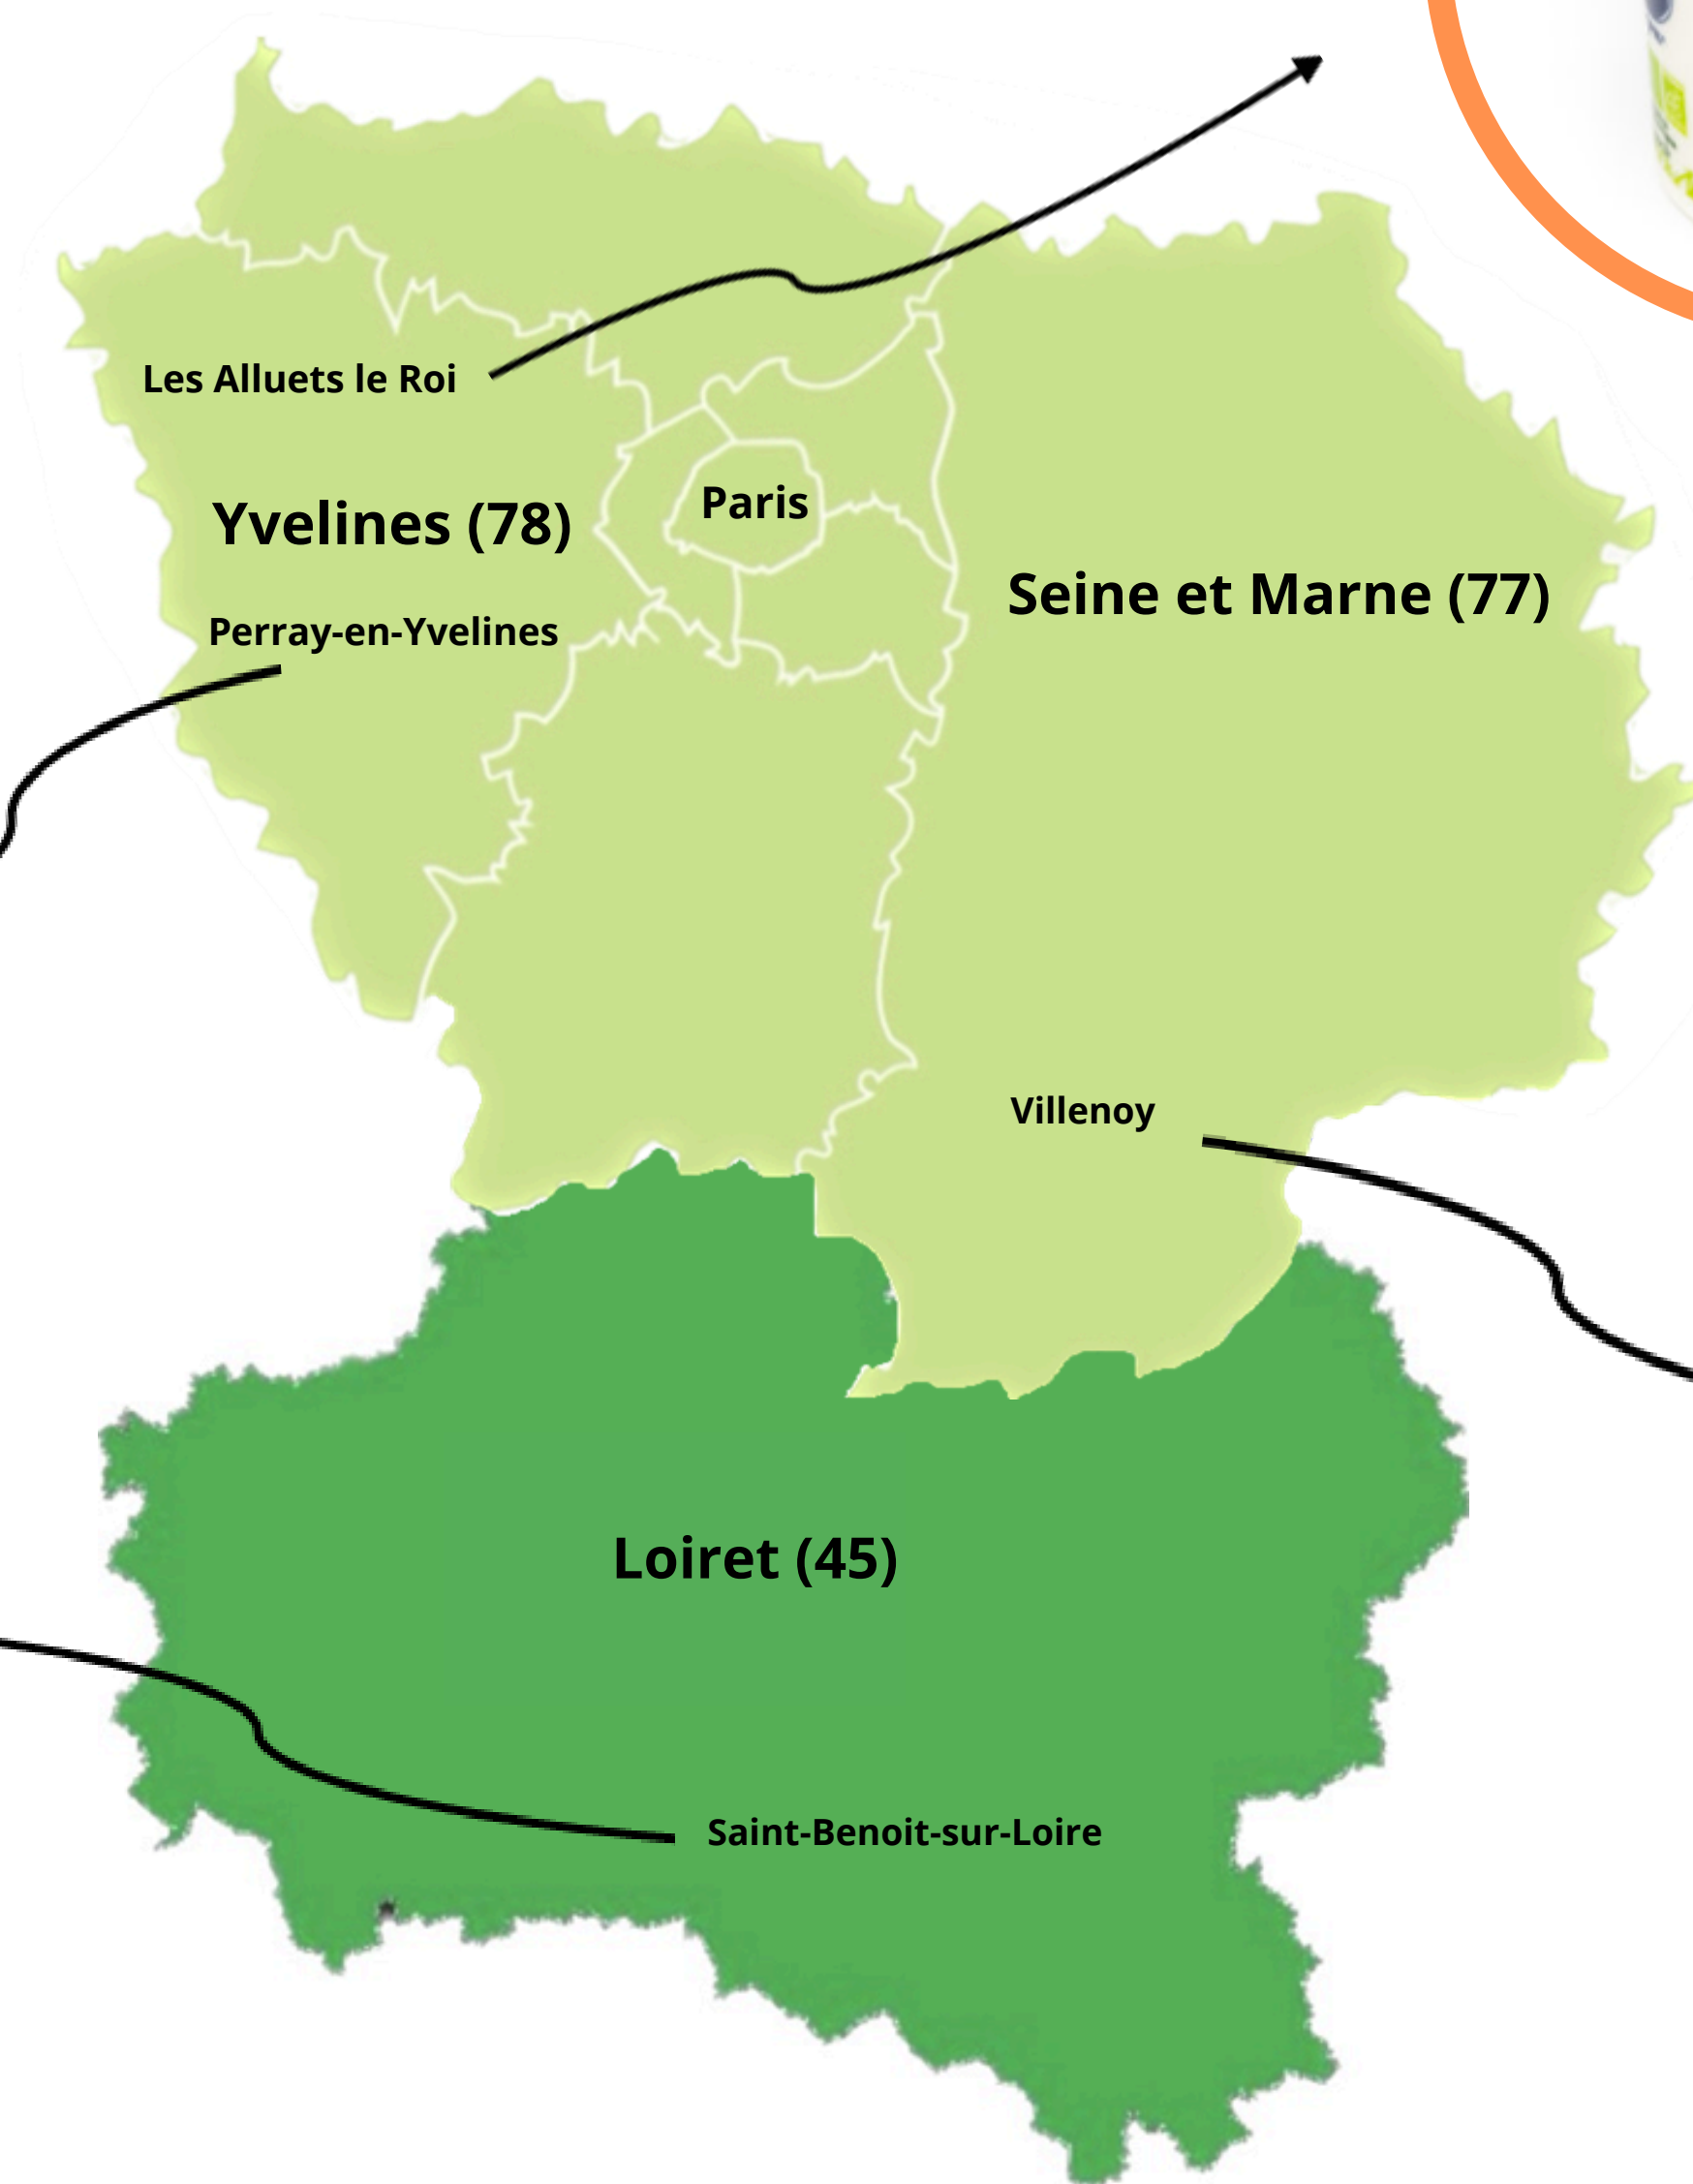 Les Alluets le Roi
Paris
Yvelines (78)
Seine et Marne (77)
Perray-en-Yvelines
Villenoy
Loiret (45)
Saint-Benoit-sur-Loire